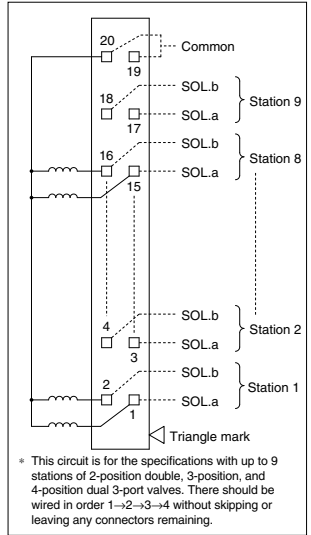 20 Common
19
18 SOL.b
SOL.a Station 9
17
16 SOL.b
SOL.a Station 8
15
4 SOL.b
SOL.a Station 2
3
2 SOL.b
SOL.a Station 1
1
Triangle mark
* This circuit is for the specifications with up to 9
stations of 2-position double, 3-position, and
4-position dual 3-port valves. There should be
wired in order 1→2→3→4 without skipping or
leaving any connectors remaining.